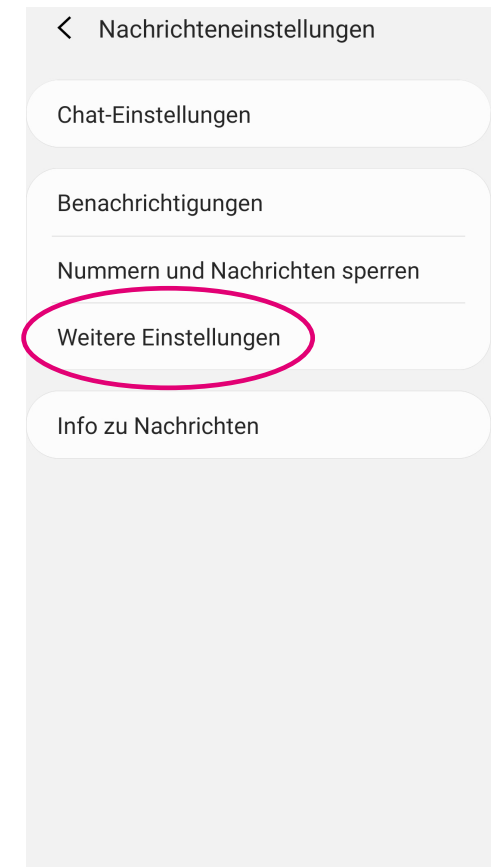 Nachrichteneinstellungen
Chat-Einstellungen
Benachrichtigungen
Nummern und Nachrichten sperren
Weitere Einstellungen
Info zu Nachrichten